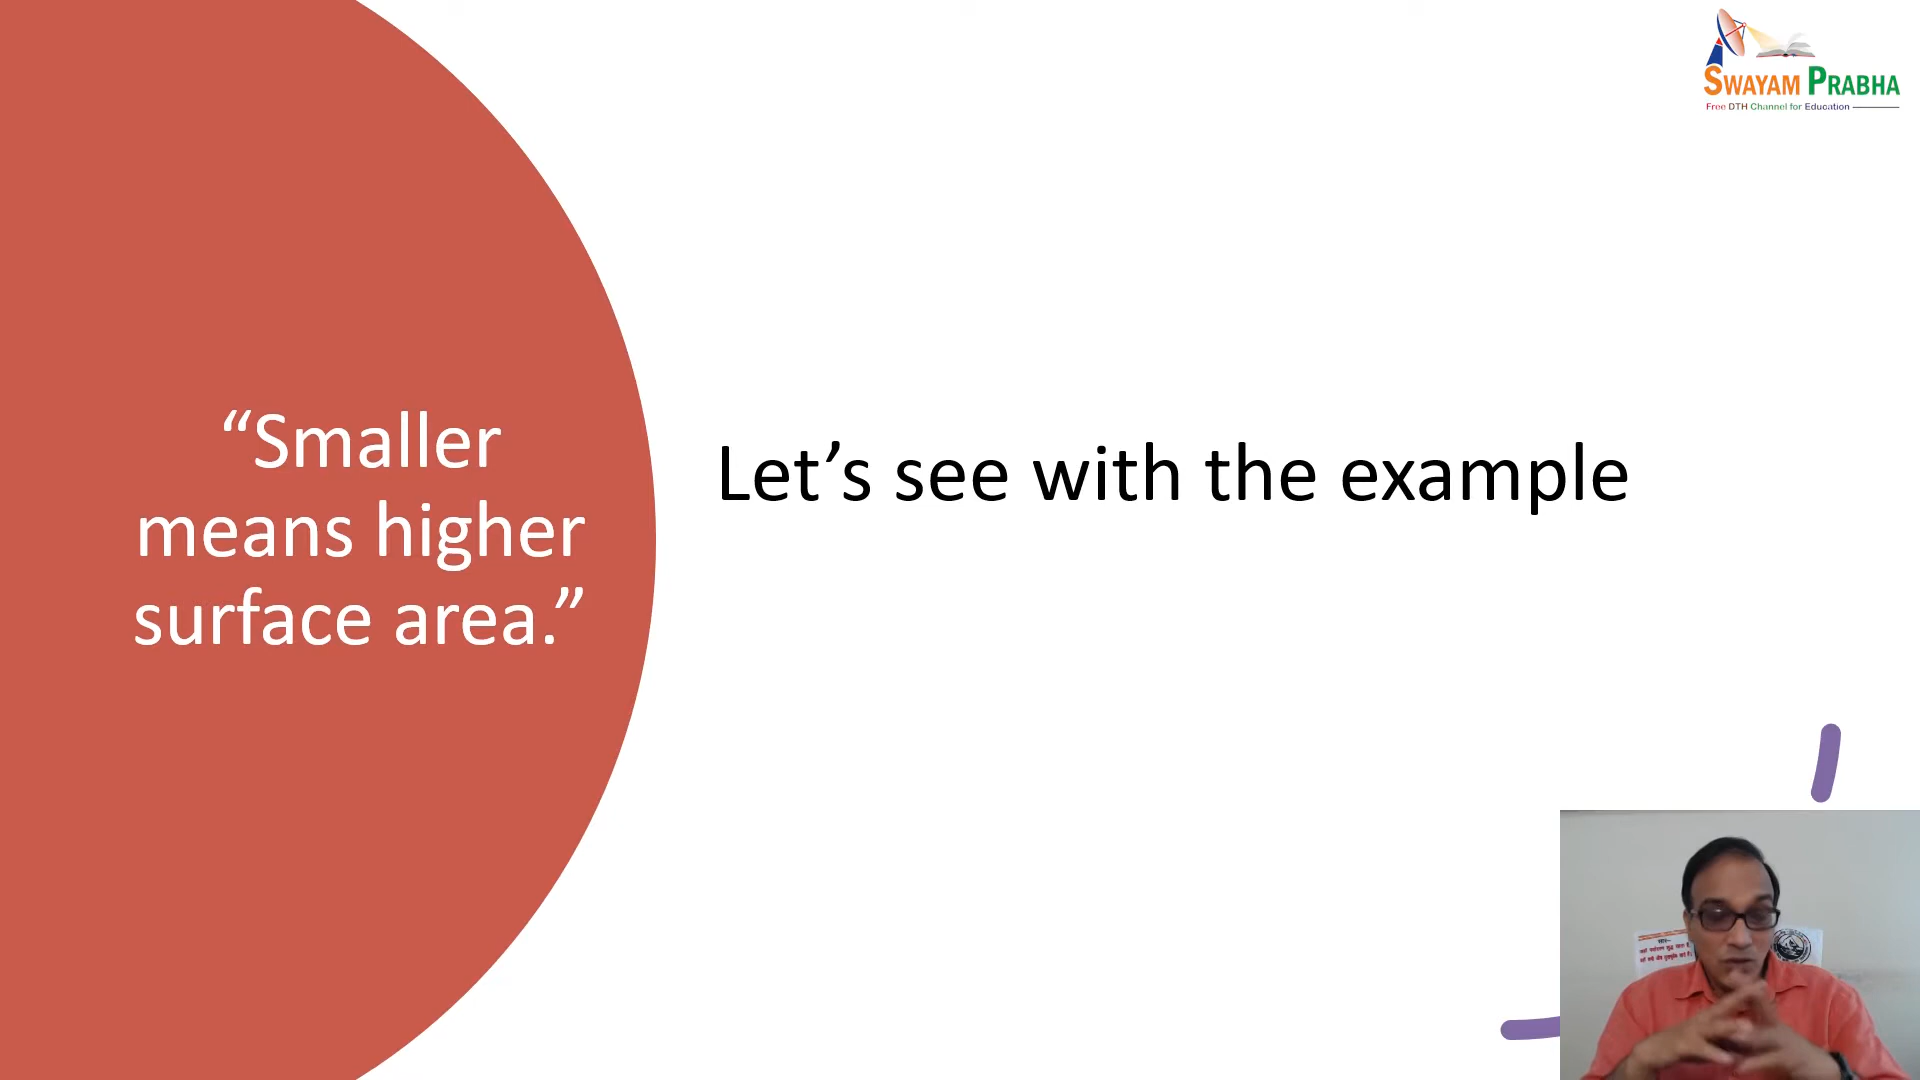 SWAYAM PRABHA
Free DTH Channel for Education
“Smaller
means higher
surface area.”
Let’s see with the example